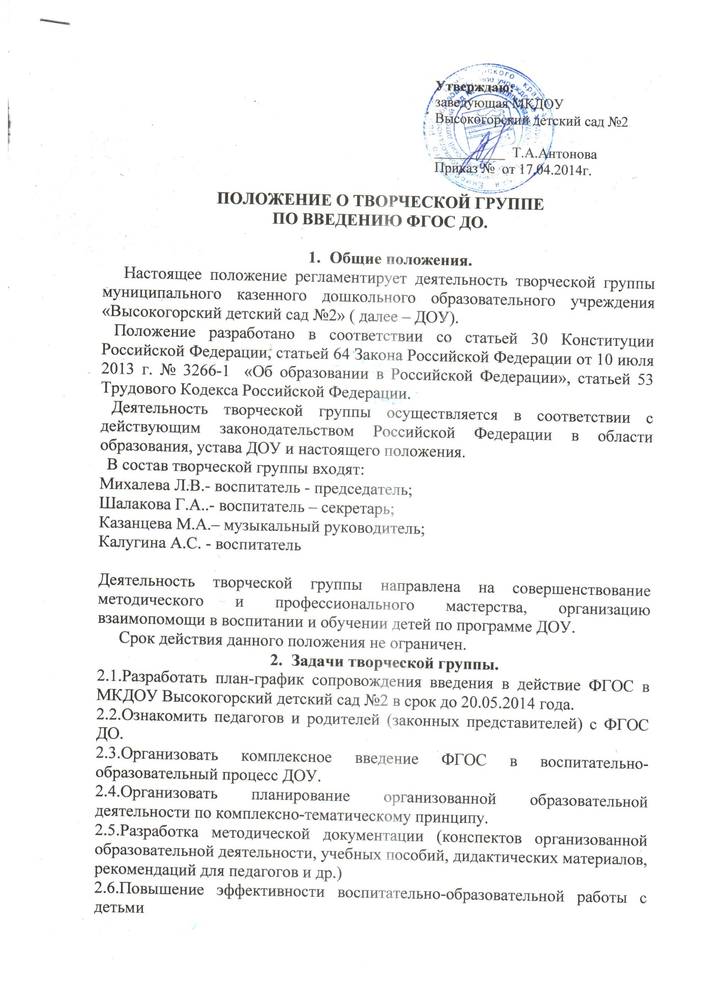 Утверждаю:
заведующая МКДОУ
Высокогорский детский сад №2
__________ Т.А.Антонова
Приказ № от 17,04.2014г.
ПОЛОЖЕНИЕ О ТВОРЧЕСКОЙ ГРУППЕ
ПО ВВЕДЕНИЮ ФГОС ДО.
1. Общие положения.
Настоящее положение регламентирует деятельность творческой группы
муниципального казенного дошкольного образовательного учреждения
«Высокогорский детский сад №2» ( далее – ДОУ).
Положение разработано в соответствии со статьей 30 Конституции
Российской Федерации, статьей 64 Закона Российской Федерации от 10 июля
2013 г. № 3266-1 «Об образовании в Российской Федерации», статьей 53
Трудового Кодекса Российской Федерации.
Деятельность творческой группы осуществляется в соответствии с
действующим законодательством Российской Федерации в области
образования, устава ДОУ и настоящего положения.
В состав творческой группы входят:
Михалева Л.В.- воспитатель - председатель;
Шалакова Г.А..- воспитатель – секретарь;
Казанцева М.А.– музыкальный руководитель;
Калугина А.С. - воспитатель
Деятельность творческой группы направлена на совершенствование
методического и профессионального мастерства, организацию
взаимопомощи в воспитании и обучении детей по программе ДОУ.
Срок действия данного положения не ограничен.
2. Задачи творческой группы.
2.1.Разработать план-график сопровождения введения в действие ФГОС в
МКДОУ Высокогорский детский сад №2 в срок до 20.05.2014 года.
2.2.Ознакомить педагогов и родителей (законных представителей) с ФГОС
ДО.
2.3.Организовать комплексное введение ФГОС в воспитательно-
образовательный процесс ДОУ.
2.4.Организовать планирование организованной образовательной
деятельности по комплексно-тематическому принципу.
2.5.Разработка методической документации (конспектов организованной
образовательной деятельности, учебных пособий, дидактических материалов,
рекомендаций для педагогов и др.)
2.6.Повышение эффективности воспитательно-образовательной работы с
детьми